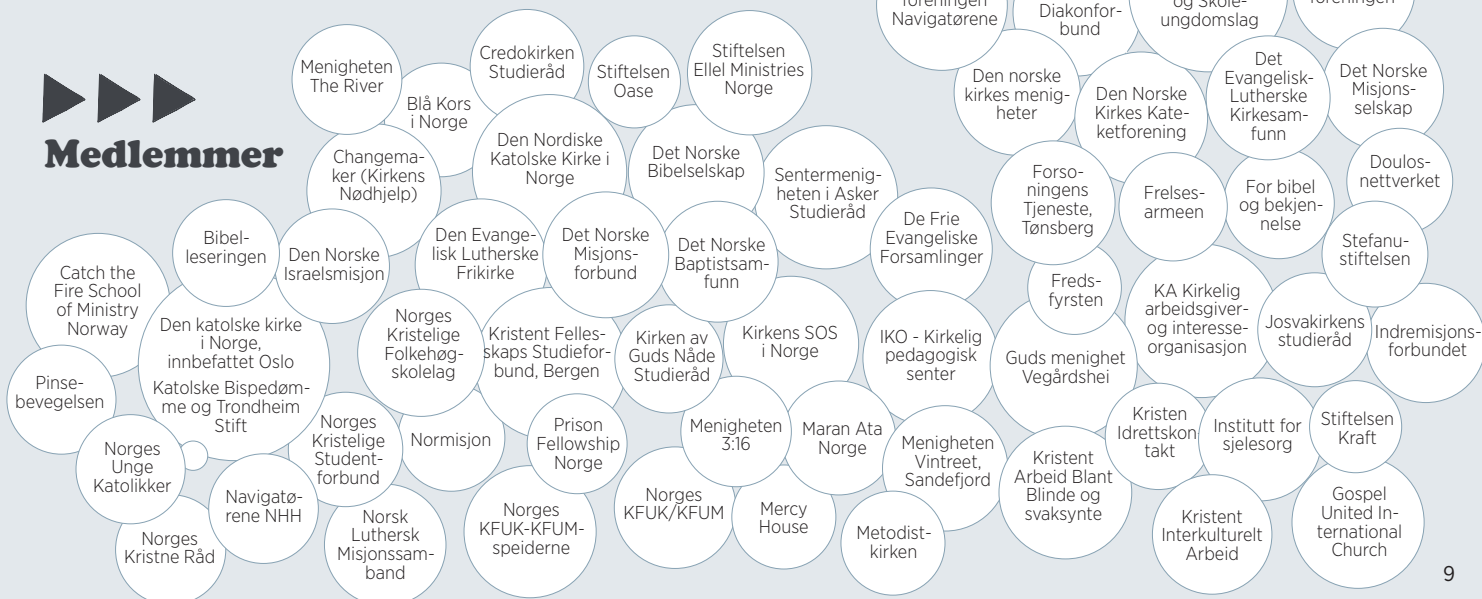 foreningen
Navigatørene
Diakonfor-
bund
og Skole-
ungdomslag
foreningen
Medlemmer
Menigheten
The River
Blå Kors
i Norge
Credokirken
Studieråd
Stiftelsen
Oase
Stiftelsen
Ellel Ministries
Norge
Den norske
kirkes menig-
heter
Den Norske
Kirkes Kate-
ketforening
Det
Evangelisk-
Lutherske
Kirkesam-
funn
Det Norske
Misjons-
selskap
Changema-
ker (Kirkens
Nødhjelp)
Den Nordiske
Katolske Kirke i
Norge
Det Norske
Bibelselskap
Sentermenig-
heten i Asker
Studieråd
De Frie
Evangeliske
Forsamlinger
Forso-
ningens
Tjeneste,
Tønsberg
Frelses-
armeen
For bibel
og bekjen-
nelse
Doulos-
nettverket
Bibel-
leseringen
Den Norske
Israelsmisjon
Den Evange-
lisk Lutherske
Frikirke
Det Norske
Misjons-
forbund
Det Norske
Baptistsam-
funn
Stefanu-
stiftelsen
Catch the
Fire School
of Ministry
Norway
Den katolske kirke
i Norge,
innbefattet Oslo
Katolske Bispedøm-
me og Trondheim
Stift
Norges
Kristelige
Folkehøg-
skolelag
Kristent Felles-
skaps Studiefor-
bund, Bergen
Kirken av
Guds Nåde
Studieråd
Kirkens SOS
i Norge
IKO - Kirkelig
pedagogisk
senter
Freds-
fyrsten
Guds menighet
Vegårdshei
KA Kirkelig
arbeidsgiver-
og interesse-
organisasjon
Josvakirkens
studieråd
Indremisjons-
forbundet
Pinse-
bevegelsen
Norges
Unge
Katolikker
Norges
Kristelige
Student-
forbund
Normisjon
Prison
Fellowship
Norge
Menigheten
3:16
Maran Ata
Norge
Menigheten
Vintreet,
Sandefjord
Kristent
Arbeid Blant
Blinde og
svaksynte
Kristen
Idrettskon-
takt
Institutt for
sjelesorg
Stiftelsen
Kraft
Navigatø-
rene NHH
Norges
Kristne Råd
Norsk
Luthersk
Misjonssam-
band
Norges
KFUK-KFUM-
speiderne
Norges
KFUK/KFUM
Mercy
House
Metodist-
kirken
Kristent
Interkulturelt
Arbeid
Gospel
United In-
ternational
Church
9